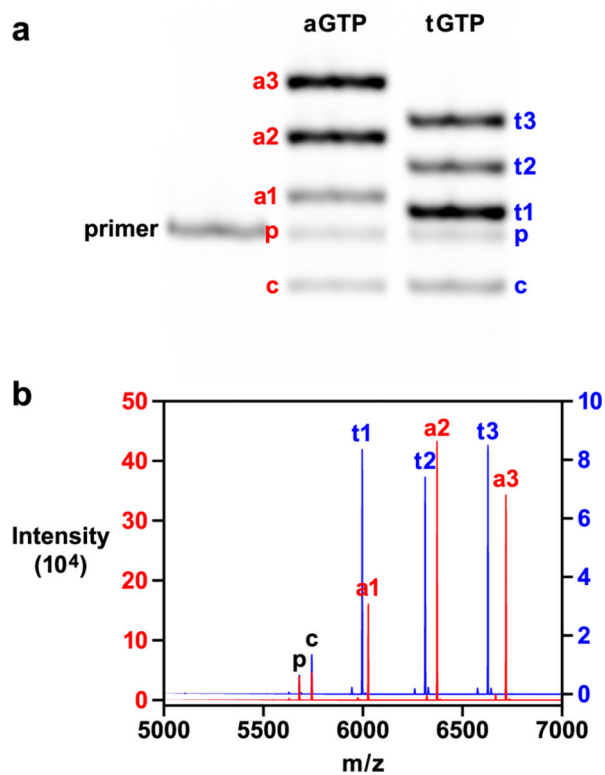 a
aGTP tGTP
a3
t3
a2
t2
a1
t1
primer
p
p
c
c
b
50
10
t1
a2
t3
40
8
t2
a3
30
6
Intensity
(10⁴)
20
4
a1
10
c
2
p
0
0
5000 5500 6000 6500 7000
m/z